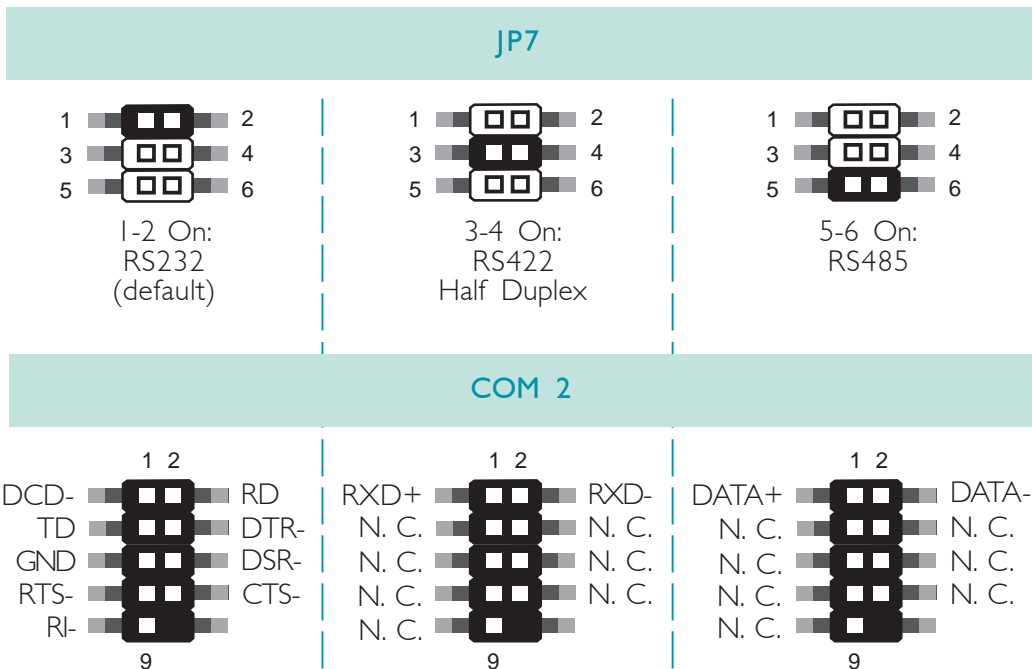 JP7
1 2 1 2 1 2
3 4 3 4 3 4
5 6 5 6 5 6
1-2 On: 3-4 On: 5-6 On:
RS232 RS422 RS485
(default) Half Duplex
COM 2
1 2 1 2 1 2
DCD- RD RXD+ RXD- DATA+ DATA-
TD DTR- N. C. N. C. N. C. N. C.
GND DSR- N. C. N. C. N. C. N. C.
RTS- CTS- N. C. N. C. N. C. N. C.
RI- N. C. N. C.
9 9 9